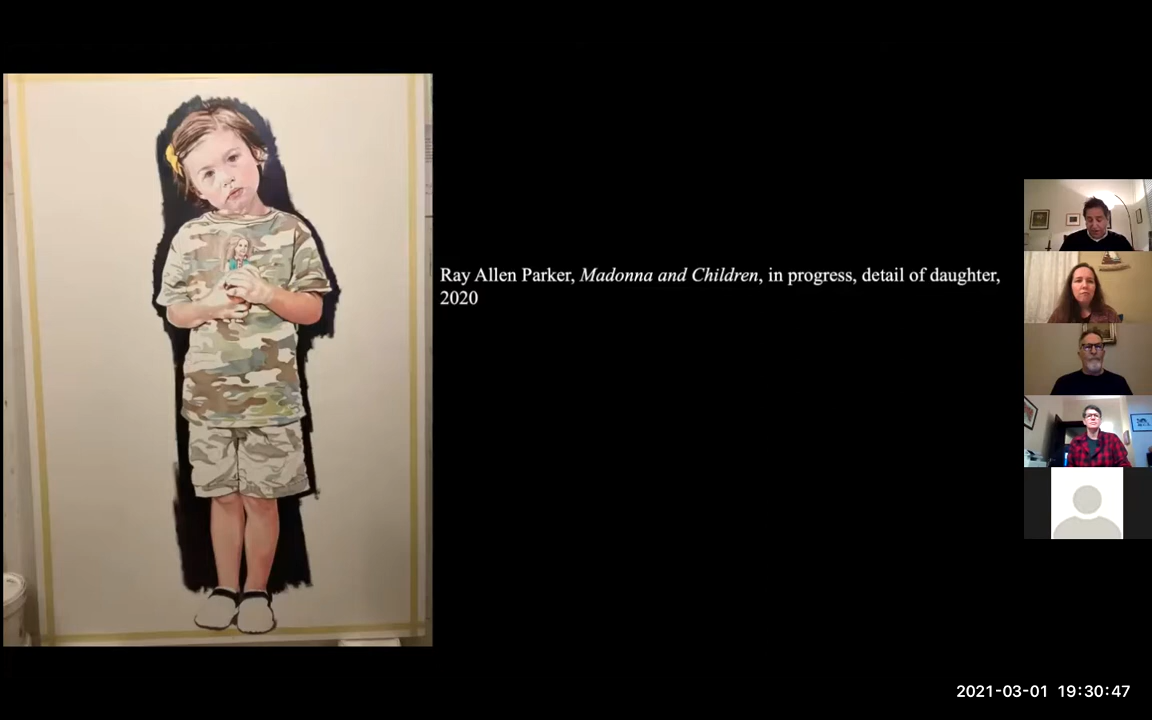 Ray Allen Parker, Madonna and Children, in progress, detail of daughter,
2020
2021-03-01 19:30:47